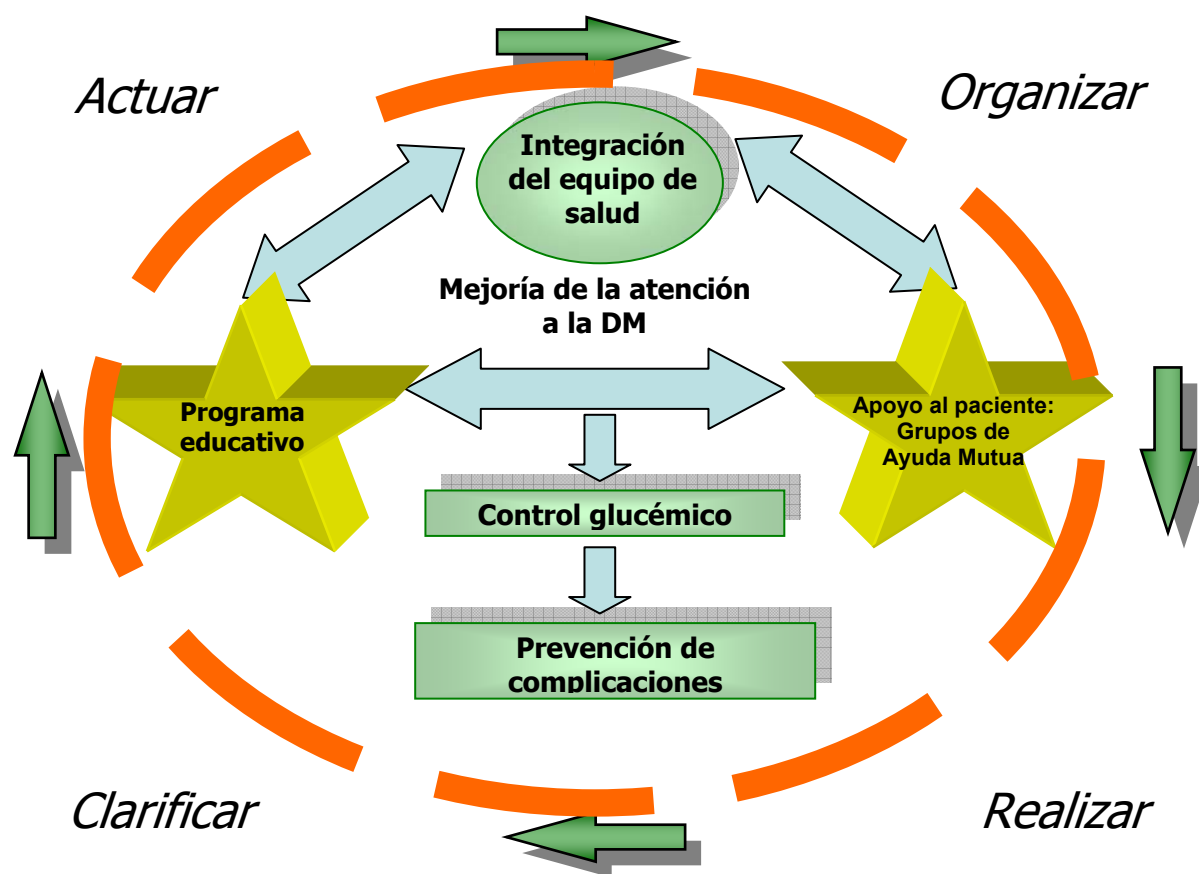 Actuar
Organizar
Integración
del equipo de
salud
Mejoría de la atención
a la DM
Programa
educativo
Apoyo al paciente:
Grupos de
Ayuda Mutua
Control glucémico
Prevención de
complicaciones
Clarificar
Realizar